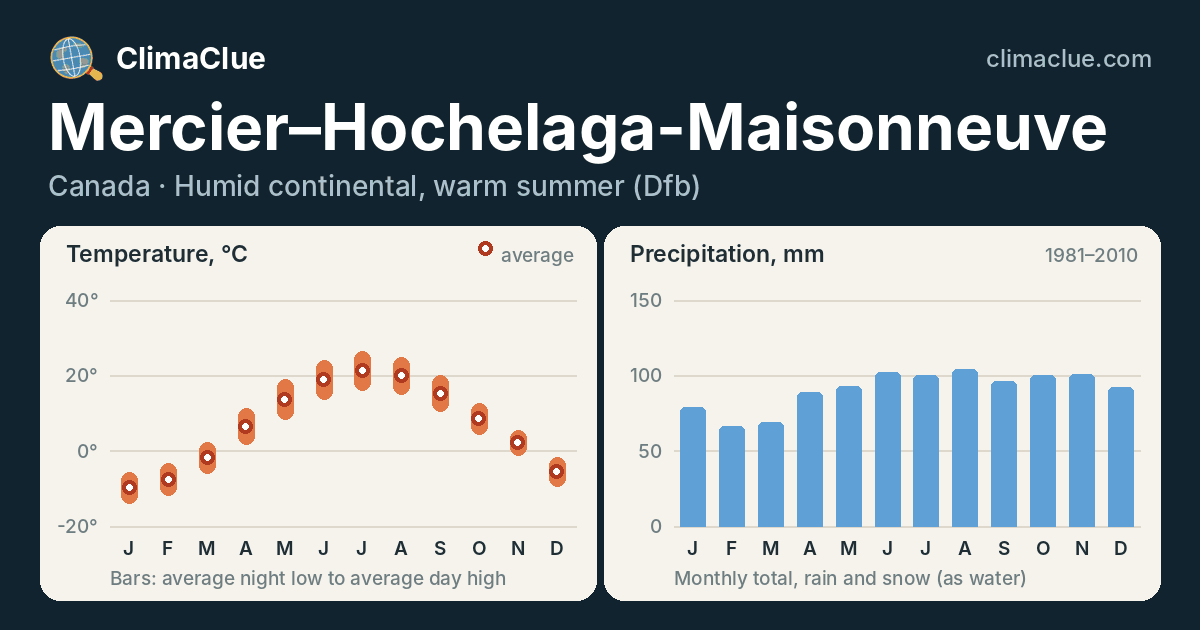 ClimaClue
climaclue.com
Mercier–Hochelaga-Maisonneuve
Canada · Humid continental, warm summer (Dfb)
Temperature, °C
average
40°
20°
0°
-20°
J F M A M J J A S O N D
Bars: average night low to average day high
Precipitation, mm
1981–2010
150
100
50
0
J F M A M J J A S O N D
Monthly total, rain and snow (as water)